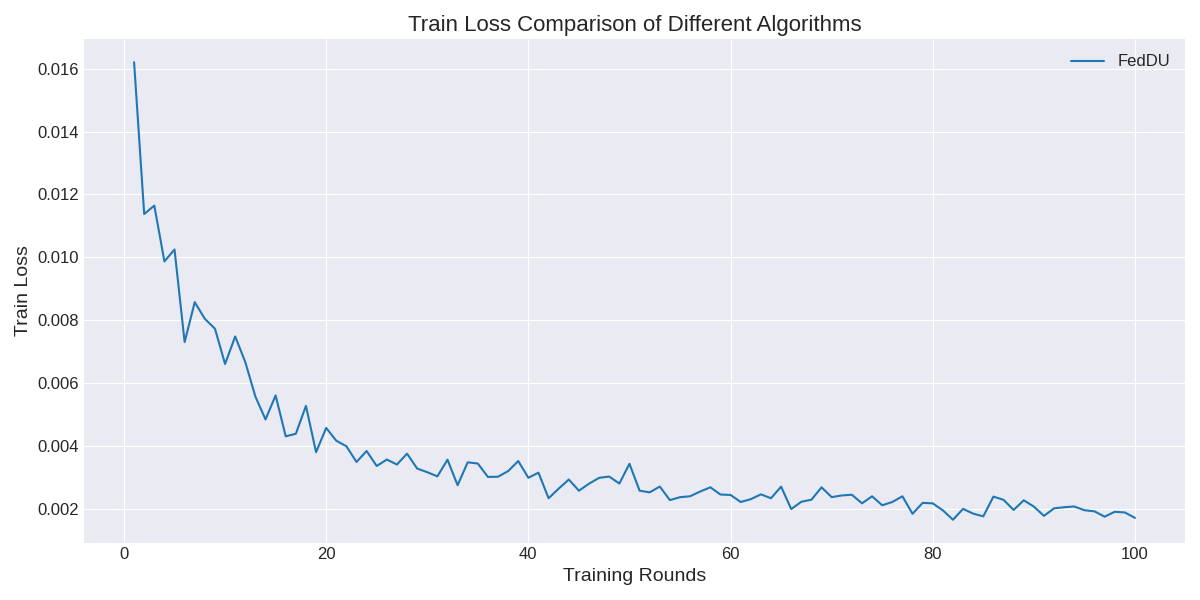 Train Loss Comparison of Different Algorithms
FedDU
Train Loss
0.016
0.014
0.012
0.010
0.008
0.006
0.004
0.002
0 20 40 60 80 100
Training Rounds